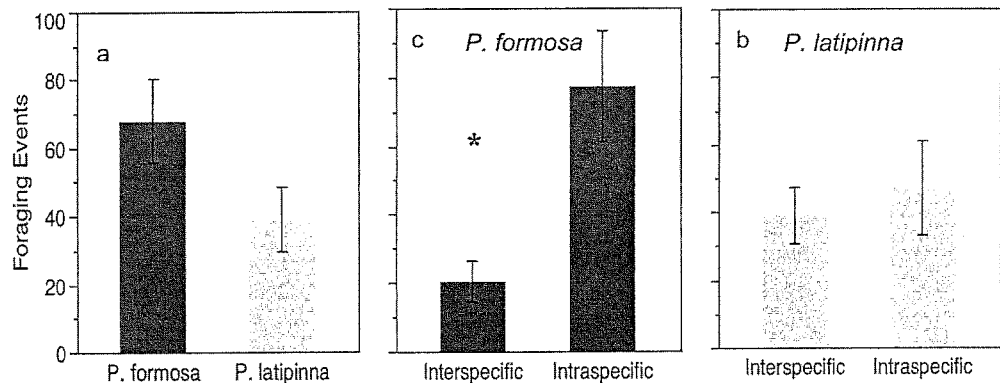 Foraging Events
100
80
60
40
20
0
a
P. formosa P. latipinna
c P. formosa
*
Interspecific Intraspecific
b P. latipinna
Interspecific Intraspecific